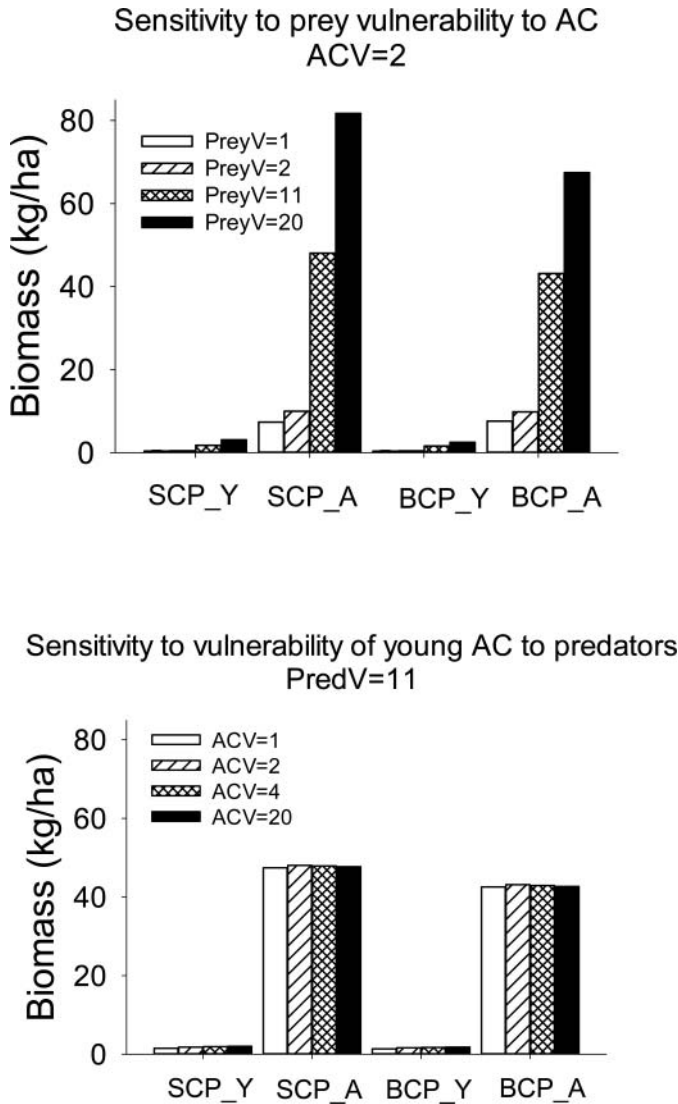 Sensitivity to prey vulnerability to AC
ACV=2
Biomass (kg/ha)
80
60
40
20
0
PreyV=1
PreyV=2
PreyV=11
PreyV=20
SCP_Y
SCP_A
BCP_Y
BCP_A
Sensitivity to vulnerability of young AC to predators
PredV=11
Biomass (kg/ha)
80
60
40
20
0
ACV=1
ACV=2
ACV=4
ACV=20
SCP_Y
SCP_A
BCP_Y
BCP_A